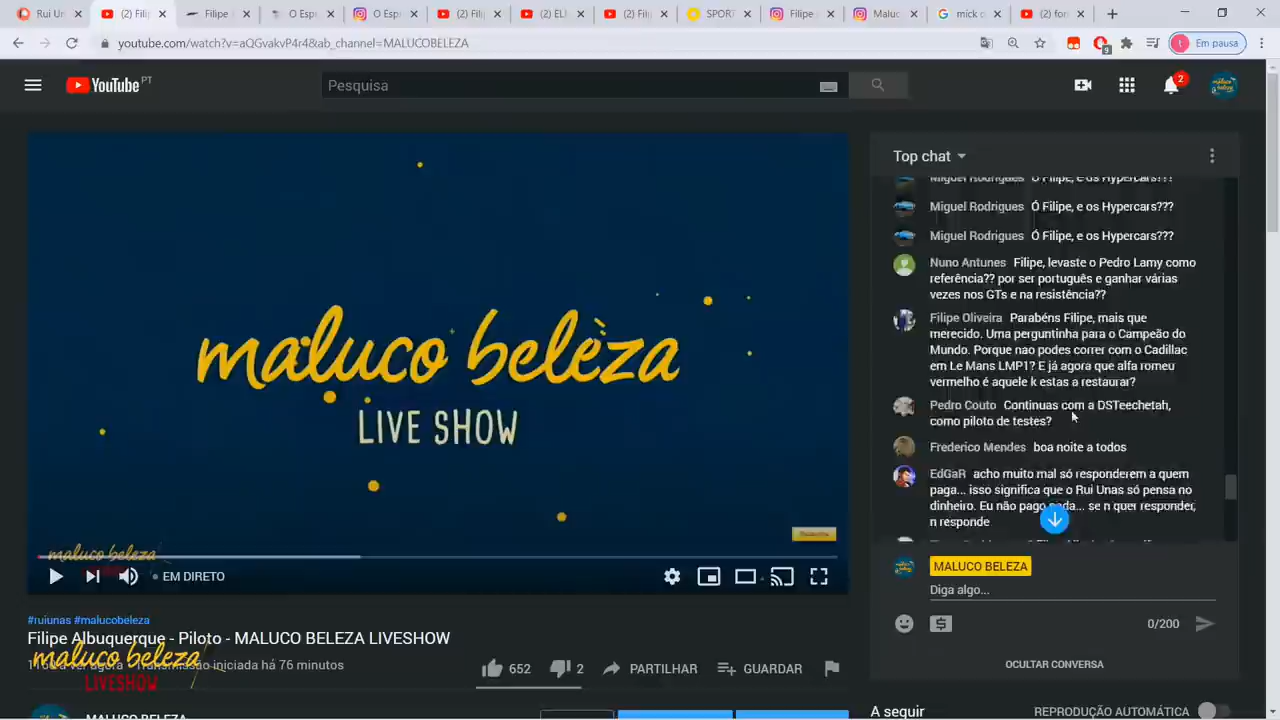 Rui Un
(2) Filip
Filipe
O Espi
O Esp
(2) Filip
(2) EL
(2) Filip
SPORT
Filipe
Maluc
mick c
(2) for
youtube.com/watch?v=aQGvakvP4r4&ab_channel=MALUCOBELEZA
9
t
Em pausa
YouTube PT
Pesquisa
2
maluco beleza
LIVE SHOW
maluco beleza
EM DIRETO
#ruiunas #malucobeleza
Filipe Albuquerque - Piloto - MALUCO BELEZA LIVESHOW
a ver agora Transmissão iniciada há 76 minutos
maluco beleza
LIVESHOW
652
2
PARTILHAR
GUARDAR
MALUCO BELEZA
Top chat
Miguel Rodrigues Ó Filipe, e os Hypercars???
Miguel Rodrigues Ó Filipe, e os Hypercars???
Miguel Rodrigues Ó Filipe, e os Hypercars???
Nuno Antunes Filipe, levaste o Pedro Lamy como
referência?? por ser português e ganhar várias
vezes nos GTs e na resistência??
Filipe Oliveira Parabéns Filipe, mais que
merecido. Uma perguntinha para o Campeão do
Mundo. Porque nao podes correr com o Cadillac
em Le Mans LMP1? E já agora que alfa romeu
vermelho é aquele k estas a restaurar?
Pedro Couto Continuas com a DSTeechetah,
como piloto de testes?
Frederico Mendes boa noite a todos
EdGaR acho muito mal só responderem a quem
paga... isso significa que o Rui Unas só pensa no
dinheiro. Eu não pago nada... se n quer responder,
n responde
MALUCO BELEZA
Diga algo...
0/200
OCULTAR CONVERSA
A seguir
REPRODUÇÃO AUTOMÁTICA